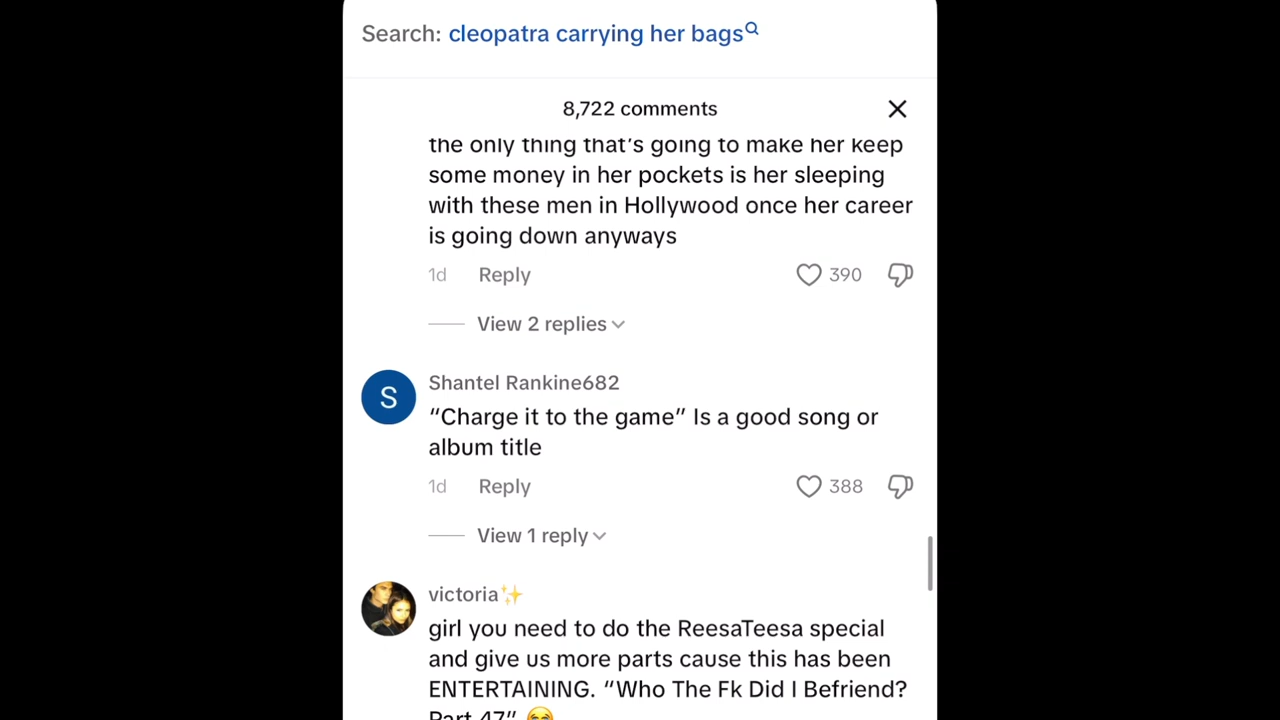 Search: cleopatra carrying her bags
8,722 comments
the only thing that's going to make her keep
some money in her pockets is her sleeping
with these men in Hollywood once her career
is going down anyways
1d Reply 390
View 2 replies
S
Shantel Rankine682
“Charge it to the game” Is a good song or
album title
1d Reply 388
View 1 reply
victoria✨
girl you need to do the ReesaTeesa special
and give us more parts cause this has been
ENTERTAINING. “Who The Fk Did I Befriend?
Part 47” 😭